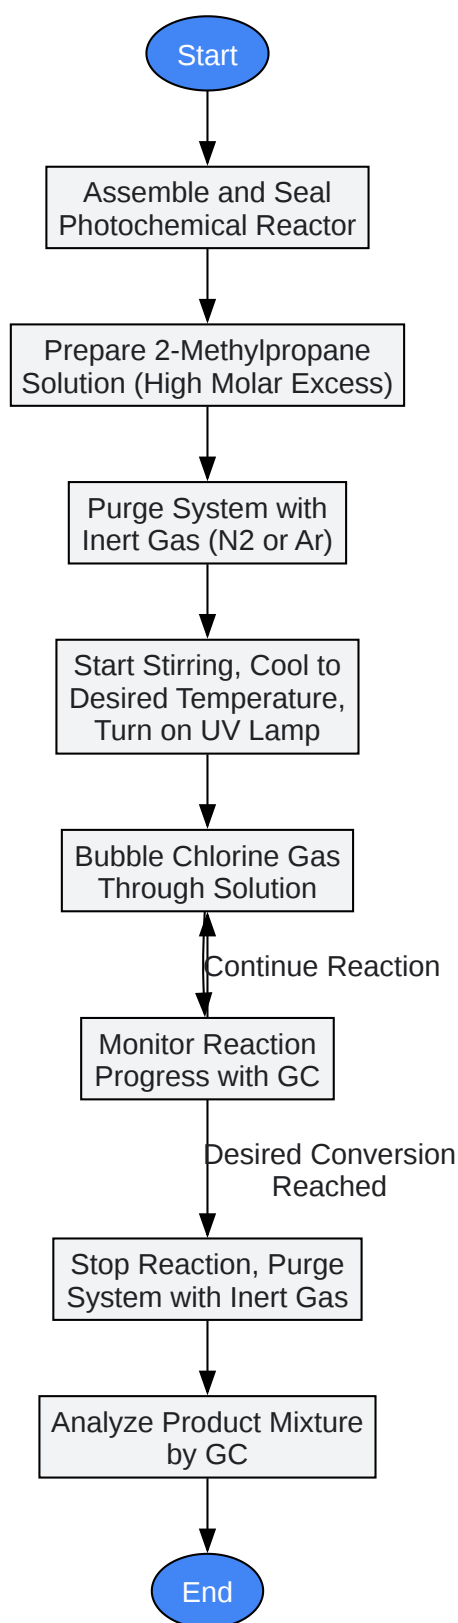 Start
Assemble and Seal
Photochemical Reactor
Prepare 2-Methylpropane
Solution (High Molar Excess)
Purge System with
Inert Gas (N2 or Ar)
Start Stirring, Cool to
Desired Temperature,
Turn on UV Lamp
Bubble Chlorine Gas
Through Solution
Continue Reaction
Monitor Reaction
Progress with GC
Desired Conversion
Reached
Stop Reaction, Purge
System with Inert Gas
Analyze Product Mixture
by GC
End